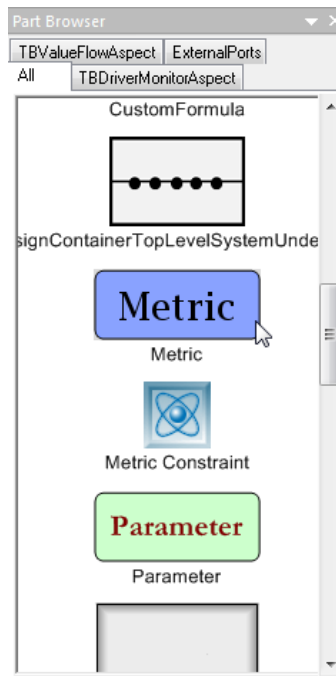 Part Browser
TBValueFlowAspect ExternalPorts
All TBDriverMonitorAspect
CustomFormula
signContainerTopLevelSystemUnde
Metric
Metric
Metric Constraint
Parameter
Parameter